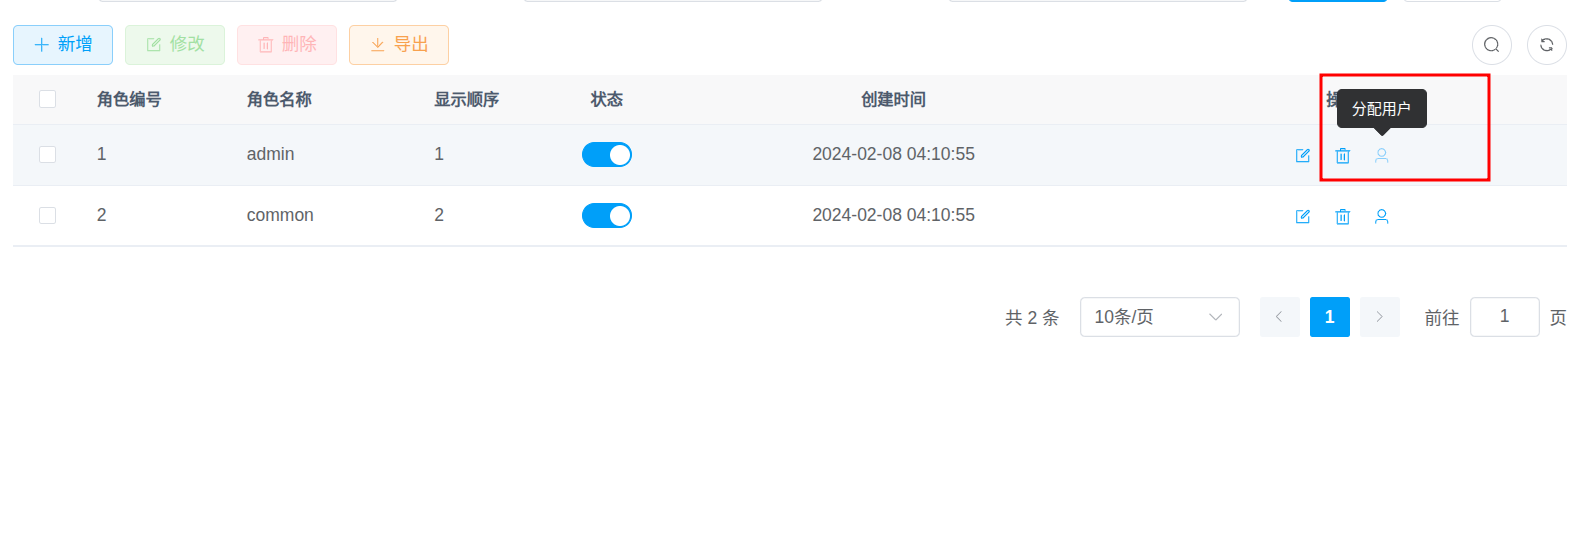 新增 修改 删除 导出
角色编号 角色名称 显示顺序 状态 创建时间
分配用户
1 admin 1 2024-02-08 04:10:55
2 common 2 2024-02-08 04:10:55
共 2 条 10条/页 1 前往 1 页